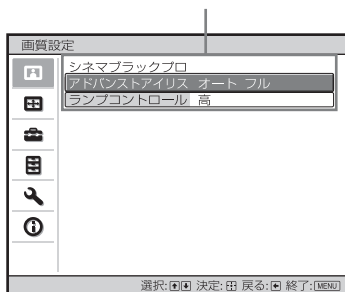 画質設定
シネマブラックプロ
アドバンストアイリス オート フル
ランプコントロール 高
選択: 決定: 戻る: 終了:MENU